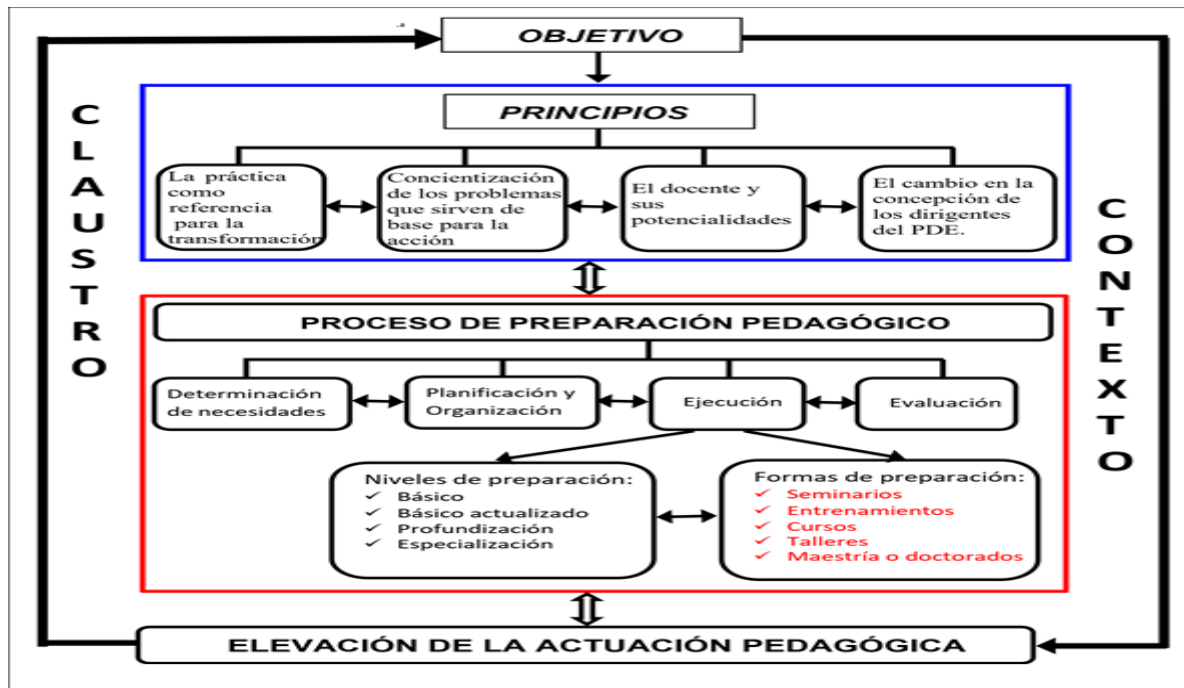 OBJETIVO
PRINCIPIOS
La práctica
como
referencia
para la
transformación
Concientización
de los problemas
que sirven de
base para la
acción
El docente y
sus
potencialidades
El cambio en la
concepción de
los dirigentes
del PDE.
CLAUSTRO
CONTEXTO
PROCESO DE PREPARACIÓN PEDAGÓGICO
Determinación
de necesidades
Planificación y
Organización
Ejecución
Evaluación
Niveles de preparación:
✓ Básico
✓ Básico actualizado
✓ Profundización
✓ Especialización
Formas de preparación:
✓ Seminarios
✓ Entrenamientos
✓ Cursos
✓ Talleres
✓ Maestría o doctorados
ELEVACIÓN DE LA ACTUACIÓN PEDAGÓGICA